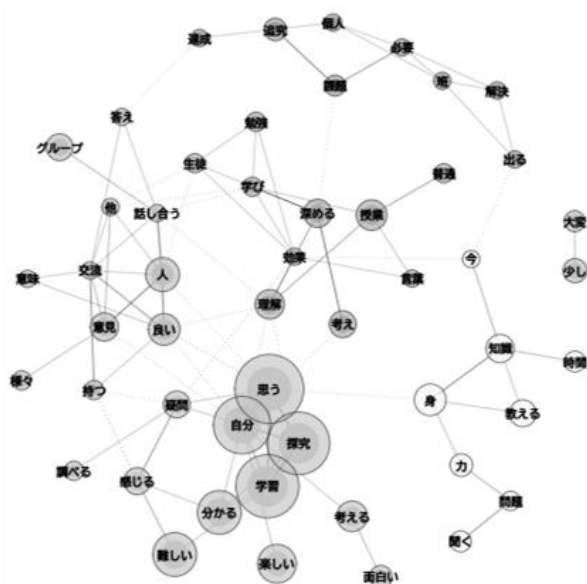 個人
追究
達成
必要
班
課題
解決
答え
勉強
グループ
生徒
出る
普通
学び
他
話し合う
深める
授業
大変
効果
今
交流
人
少し
意味
言葉
理解
意見
良い
考え
知識
時間
様々
思う
持つ
身
疑問
教える
自分
探究
力
調べる
感じる
学習
問題
分かる
考える
聞く
難しい
楽しい
面白い